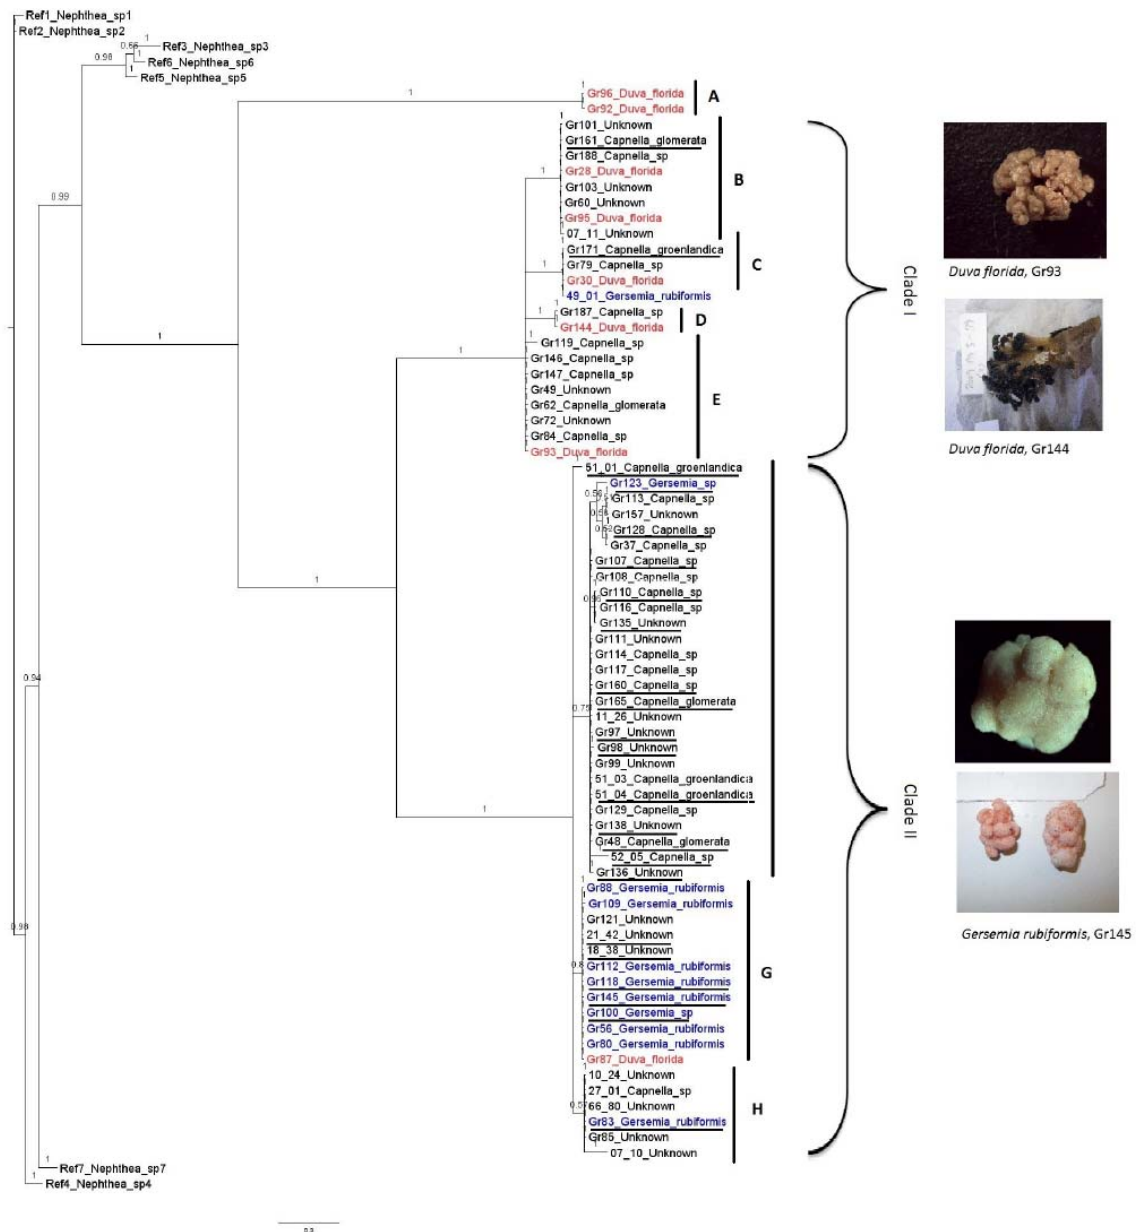 Ref1_Nephthea_sp1
Ref2_Nephthea_sp2
1
0.66
Ref3_Nephthea_sp3
0.98
1
Ref6_Nephthea_sp6
1
Ref5_Nephthea_sp5
1
Gr96_Duva_florida
A
1
Gr92_Duva_florida
Gr101_Unknown
Gr161_Capnella_glomerata
Gr188_Capnella_sp
1
Gr28_Duva_florida
B
Gr103_Unknown
0.99
Gr60_Unknown
Gr95_Duva_florida
07_11_Unknown
Gr171_Capnella_groenlandica
1
Gr79_Capnella_sp
C
Gr30_Duva_florida
Duva florida, Gr93
49_01_Gersemia_rubiformis
Clade I
1
Gr187_Capnella_sp
D
Gr144_Duva_florida
1
Gr119_Capnella_sp
1
Gr146_Capnella_sp
Gr147_Capnella_sp
Gr49_Unknown
Gr62_Capnella_glomerata
E
Gr72_Unknown
Gr84_Capnella_sp
Gr93_Duva_florida
Duva florida, Gr144
51_01_Capnella_groenlandica
Gr123_Gersemia_sp
Gr113_Capnella_sp
Gr157_Unknown
Gr128_Capnella_sp
Gr37_Capnella_sp
Gr107_Capnella_sp
1
Gr108_Capnella_sp
Gr110_Capnella_sp
Gr116_Capnella_sp
Gr135_Unknown
Gr111_Unknown
Gr114_Capnella_sp
Gr117_Capnella_sp
0.94
Gr160_Capnella_sp
Gr165_Capnella_glomerata
11_26_Unknown
0.75
Gr97_Unknown
Gr98_Unknown
Gr99_Unknown
51_03_Capnella_groenlandica
51_04_Capnella_groenlandica
1
Gr129_Capnella_sp
Clade II
Gr138_Unknown
Gr48_Capnella_glomerata
52_05_Capnella_sp
Gr136_Unknown
Gr88_Gersemia_rubiformis
Gr109_Gersemia_rubiformis
Gr121_Unknown
0.98
21_42_Unknown
Gersemia rubiformis, Gr145
18_38_Unknown
0.8
Gr112_Gersemia_rubiformis
G
Gr118_Gersemia_rubiformis
Gr145_Gersemia_rubiformis
Gr100_Gersemia_sp
Gr56_Gersemia_rubiformis
Gr80_Gersemia_rubiformis
Gr87_Duva_florida
10_24_Unknown
27_01_Capnella_sp
0.57
66_80_Unknown
H
Gr83_Gersemia_rubiformis
Gr85_Unknown
07_10_Unknown
1
Ref7_Nephthea_sp7
1
Ref4_Nephthea_sp4